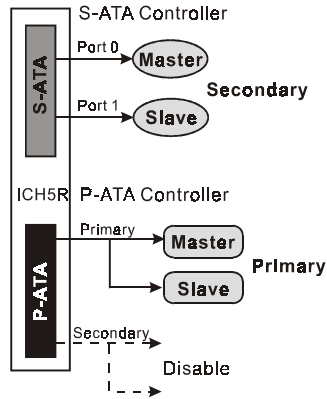 S-ATA Controller
S-ATA
Port 0
Master
Port 1
Slave
Secondary
ICH5R P-ATA Controller
P-ATA
Primary
Master
Slave
PrImary
Secondary
Disable